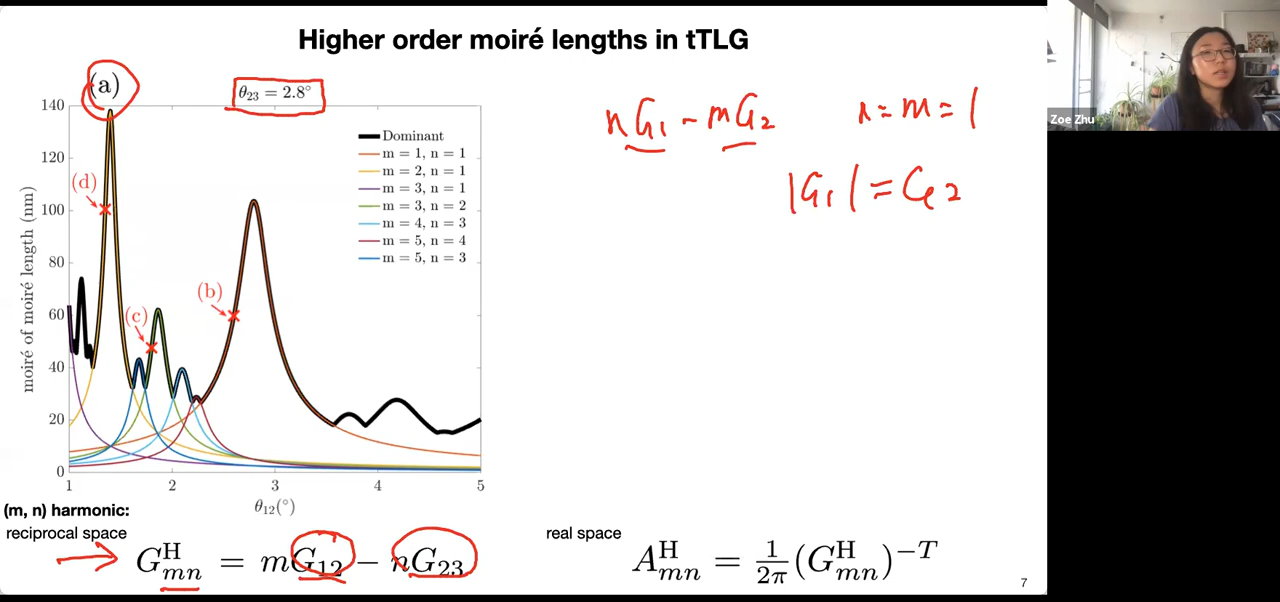 Higher order moiré lengths in tTLG
(a)
θ₂₃ = 2.8°
140
120
100
80
60
40
20
0
moiré of moiré length (nm)
(d)
(c)
(b)
Dominant
m = 1, n = 1
m = 2, n = 1
m = 3, n = 1
m = 3, n = 2
m = 4, n = 3
m = 5, n = 4
m = 5, n = 3
1 2 3 4 5
θ₁₂(°)
nG₁ - mG₂ n = m = 1
|G₁| = G₂
Zoe Zhu
(m, n) harmonic:
reciprocal space
G^H_mn = mG₁₂ − nG₂₃
real space
A^H_mn = 1/2π (G^H_mn)^−T
7